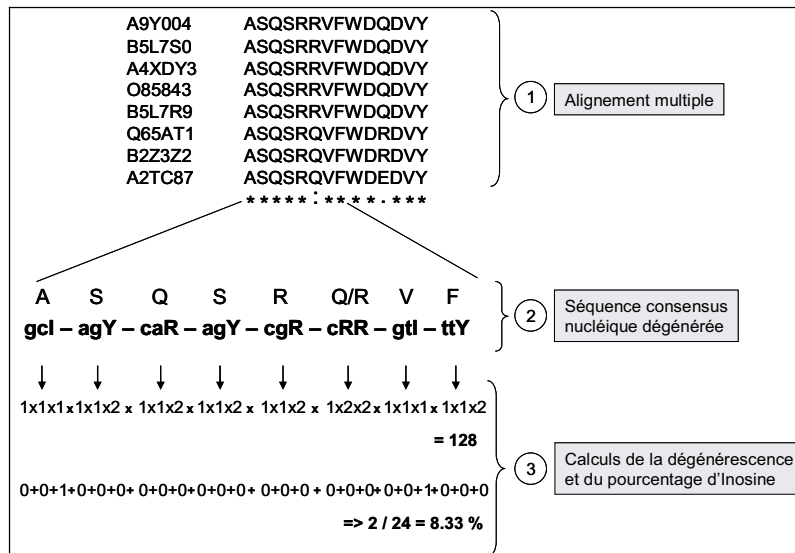 A9Y004 ASQSRRVFWDQDVY
B5L7S0 ASQSRRVFWDQDVY
A4XDY3 ASQSRRVFWDQDVY
O85843 ASQSRRVFWDQDVY
B5L7R9 ASQSRRVFWDQDVY
Q65AT1 ASQSRQVFWDRDVY
B2Z3Z2 ASQSRQVFWDRDVY
A2TC87 ASQSRQVFWDEDVY
*****:****.***
1 Alignement multiple
A S Q S R Q/R V F
gcI – agY – caR – agY – cgR – cRR – gtI – ttY
2 Séquence consensus
nucléique dégénérée
1x1x1 x 1x1x2 x 1x1x2 x 1x1x2 x 1x1x2 x 1x2x2 x 1x1x1 x 1x1x2
= 128
3 Calculs de la dégénérescence
et du pourcentage d'Inosine
0+0+1+0+0+0+ 0+0+0+0+0+0+ 0+0+0 + 0+0+0+ 0+0+1+0+0+0
=> 2 / 24 = 8.33 %